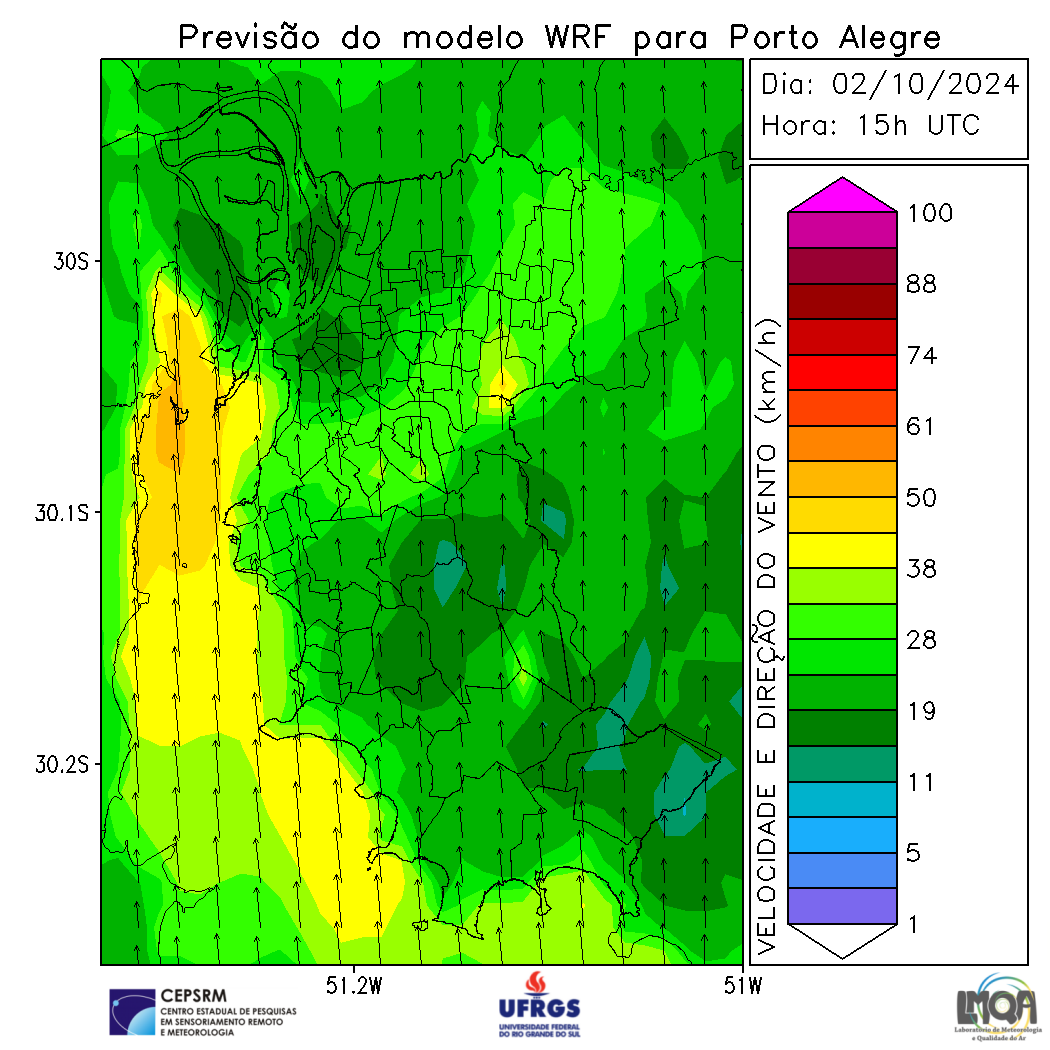 Previsão do modelo WRF para Porto Alegre
Dia: 02/10/2024
Hora: 15h UTC
30S
30.1S
30.2S
51.2W
51W
VELOCIDADE E DIREÇÃO DO VENTO (km/h)
100
88
74
61
50
38
28
19
11
5
1
CEPSRM
CENTRO ESTADUAL DE PESQUISAS
EM SENSORIAMENTO REMOTO
E METEOROLOGIA
UFRGS
UNIVERSIDADE FEDERAL
DO RIO GRANDE DO SUL
LMQA
Laboratório de Meteorologia
e Qualidade do Ar